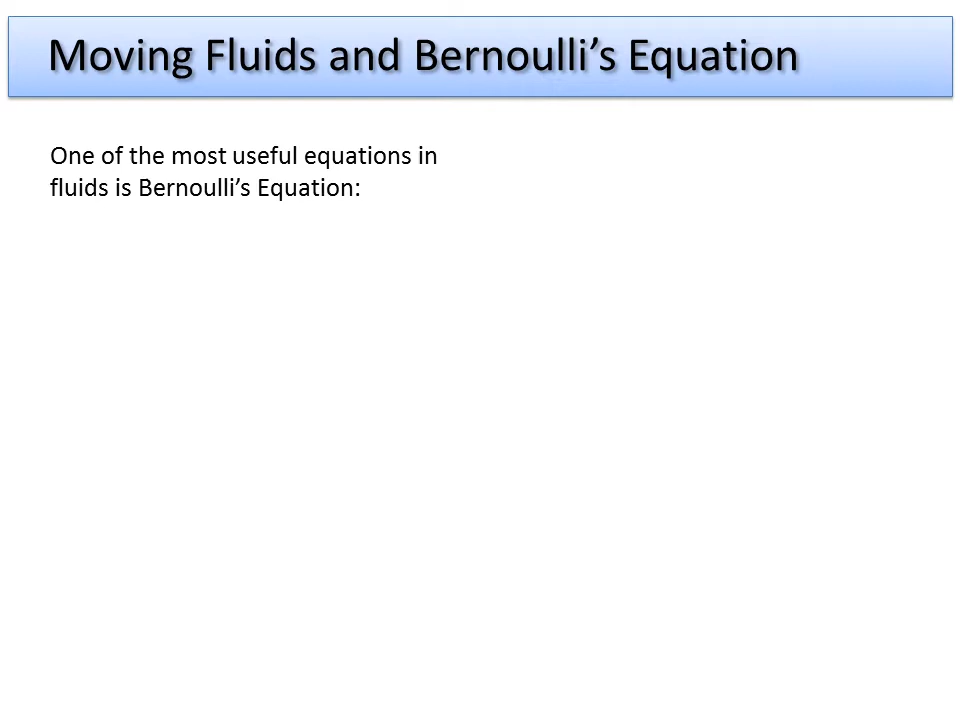 Moving Fluids and Bernoulli’s Equation
One of the most useful equations in
fluids is Bernoulli’s Equation: